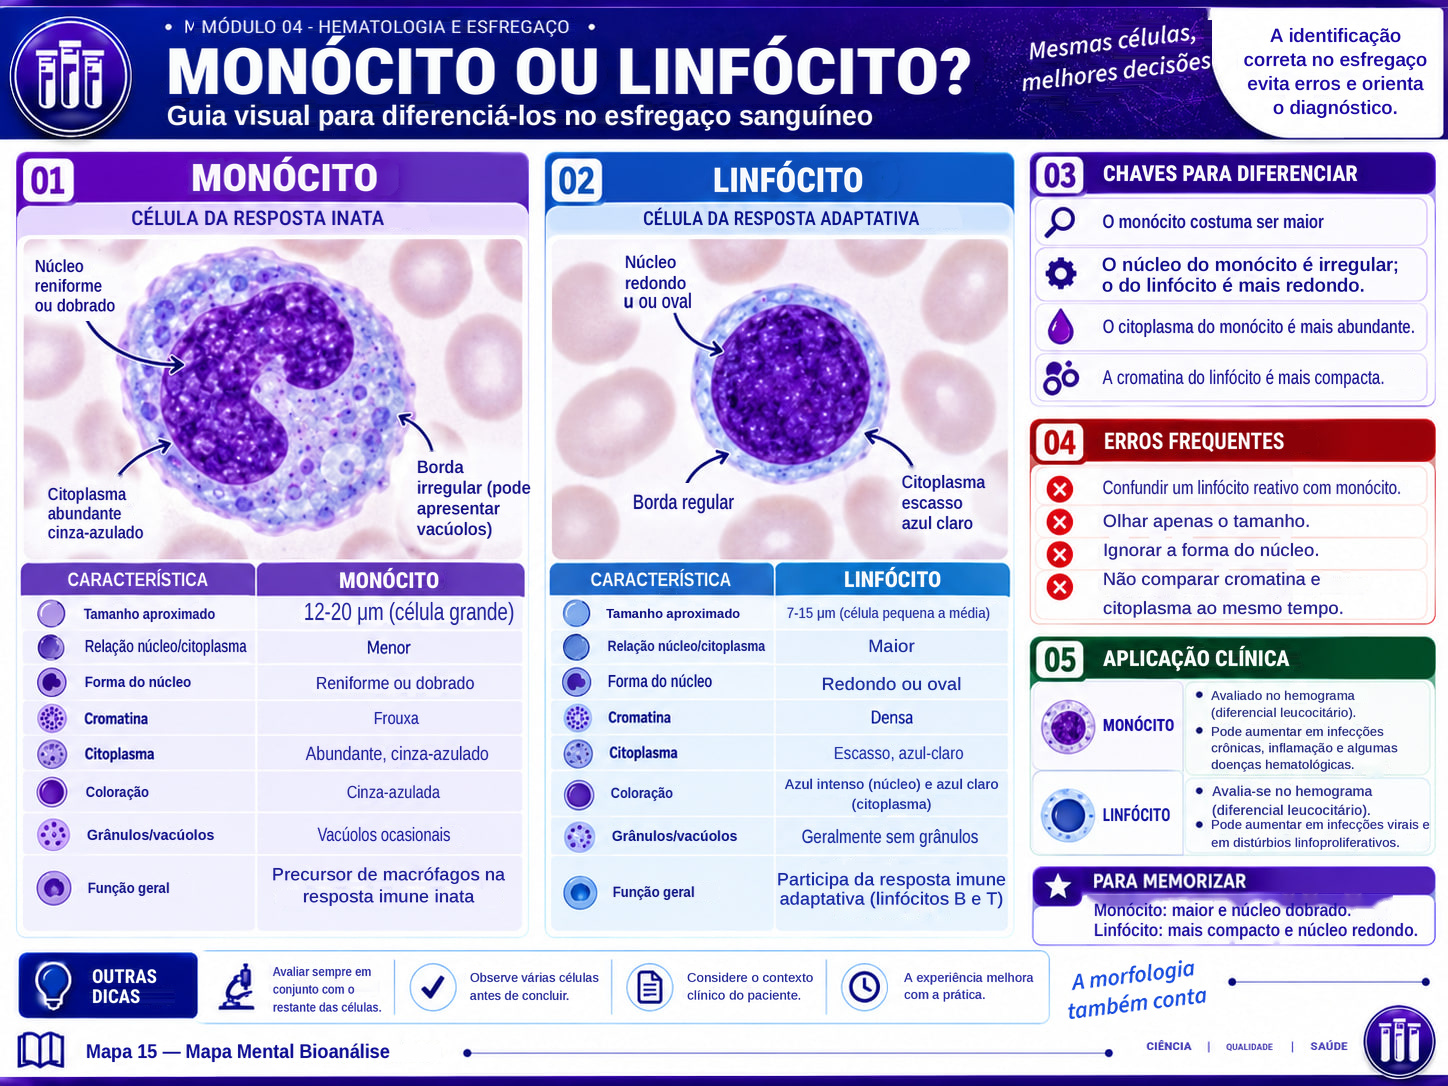 • M MÓDULO 04 - HEMATOLOGIA E ESFREGAÇO •
MONÓCITO OU LINFÓCITO?
Guia visual para diferenciá-los no esfregaço sanguíneo
Mesmas células,
melhores decisões
A identificação
correta no esfregaço
evita erros e orienta
o diagnóstico.
01
MONÓCITO
CÉLULA DA RESPOSTA INATA
Núcleo
reniforme
ou dobrado
Citoplasma
abundante
cinza-azulado
Borda
irregular (pode
apresentar
vacúolos)
CARACTERÍSTICA MONÓCITO
Tamanho aproximado 12-20 µm (célula grande)
Relação núcleo/citoplasma Menor
Forma do núcleo Reniforme ou dobrado
Cromatina Frouxa
Citoplasma Abundante, cinza-azulado
Coloração Cinza-azulada
Grânulos/vacúolos Vacúolos ocasionais
Função geral Precursor de macrófagos na
resposta imune inata
02
LINFÓCITO
CÉLULA DA RESPOSTA ADAPTATIVA
Núcleo
redondo
u ou oval
Borda regular
Citoplasma
escasso
azul claro
CARACTERÍSTICA LINFÓCITO
Tamanho aproximado 7-15 µm (célula pequena a média)
Relação núcleo/citoplasma Maior
Forma do núcleo Redondo ou oval
Cromatina Densa
Citoplasma Escasso, azul-claro
Coloração Azul intenso (núcleo) e azul claro
(citoplasma)
Grânulos/vacúolos Geralmente sem grânulos
Função geral Participa da resposta imune
adaptativa (linfócitos B e T)
03
CHAVES PARA DIFERENCIAR
O monócito costuma ser maior
O núcleo do monócito é irregular;
o do linfócito é mais redondo.
O citoplasma do monócito é mais abundante.
A cromatina do linfócito é mais compacta.
04
ERROS FREQUENTES
Confundir um linfócito reativo com monócito.
Olhar apenas o tamanho.
Ignorar a forma do núcleo.
Não comparar cromatina e
citoplasma ao mesmo tempo.
05
APLICAÇÃO CLÍNICA
MONÓCITO
• Avaliado no hemograma
(diferencial leucocitário).
• Pode aumentar em infecções
crônicas, inflamação e algumas
doenças hematológicas.
LINFÓCITO
• Avalia-se no hemograma
(diferencial leucocitário).
• Pode aumentar em infecções virais e
em distúrbios linfoproliferativos.
PARA MEMORIZAR
Monócito: maior e núcleo dobrado.
Linfócito: mais compacto e núcleo redondo.
OUTRAS
DICAS
Avaliar sempre em
conjunto com o
restante das células.
Observe várias células
antes de concluir.
Considere o contexto
clínico do paciente.
A experiência melhora
com a prática.
A morfologia
também conta
Mapa 15 — Mapa Mental Bioanálise
CIÊNCIA | QUALIDADE | SAÚDE